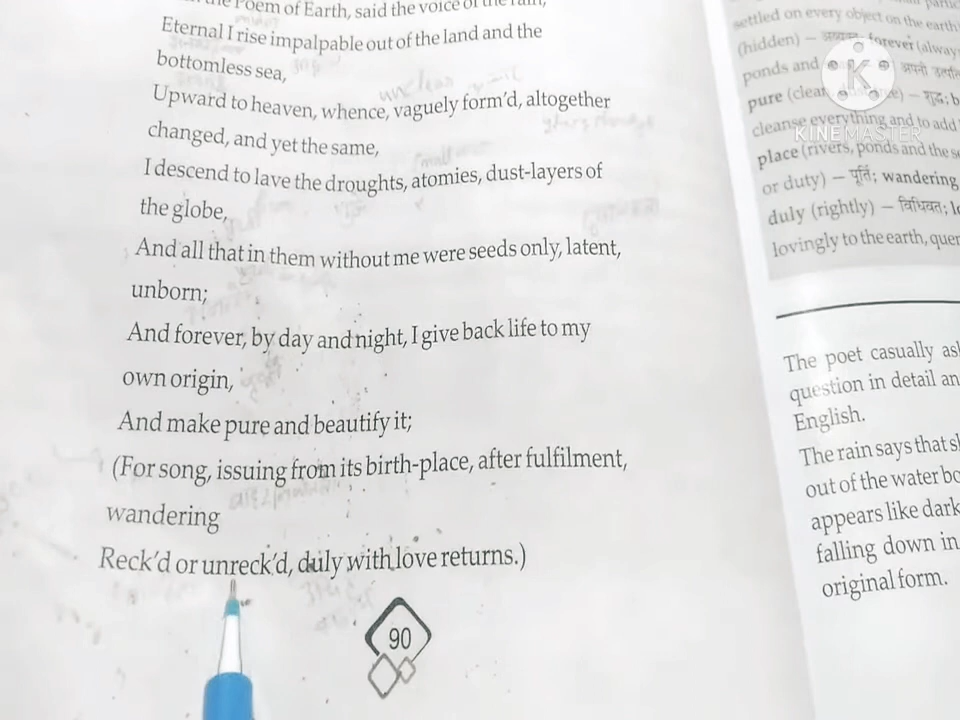 the Poem of Earth, said the voice of the rain,
Eternal I rise impalpable out of the land and the
bottomless sea,
Upward to heaven, whence, vaguely form'd, altogether
changed, and yet the same,
I descend to lave the droughts, atomies, dust-layers of
the globe,
And all that in them without me were seeds only, latent,
unborn;
And forever, by day and night, I give back life to my
own origin,
And make pure and beautify it;
(For song, issuing from its birth-place, after fulfilment,
wandering
Reck'd or unreck'd, duly with love returns.)
90
settled on every object on the earth
(hidden) – forever (alway
ponds and
pure (clean
cleanse everything and to add
place (rivers, ponds and the s
or duty) – पूर्ति; wandering
duly (rightly) – विधिवत; lo
lovingly to the earth, quer
The poet casually as
question in detail an
English.
The rain says that sh
out of the water bo
appears like dark
falling down in
original form.
K
KINEMASTER
unclear